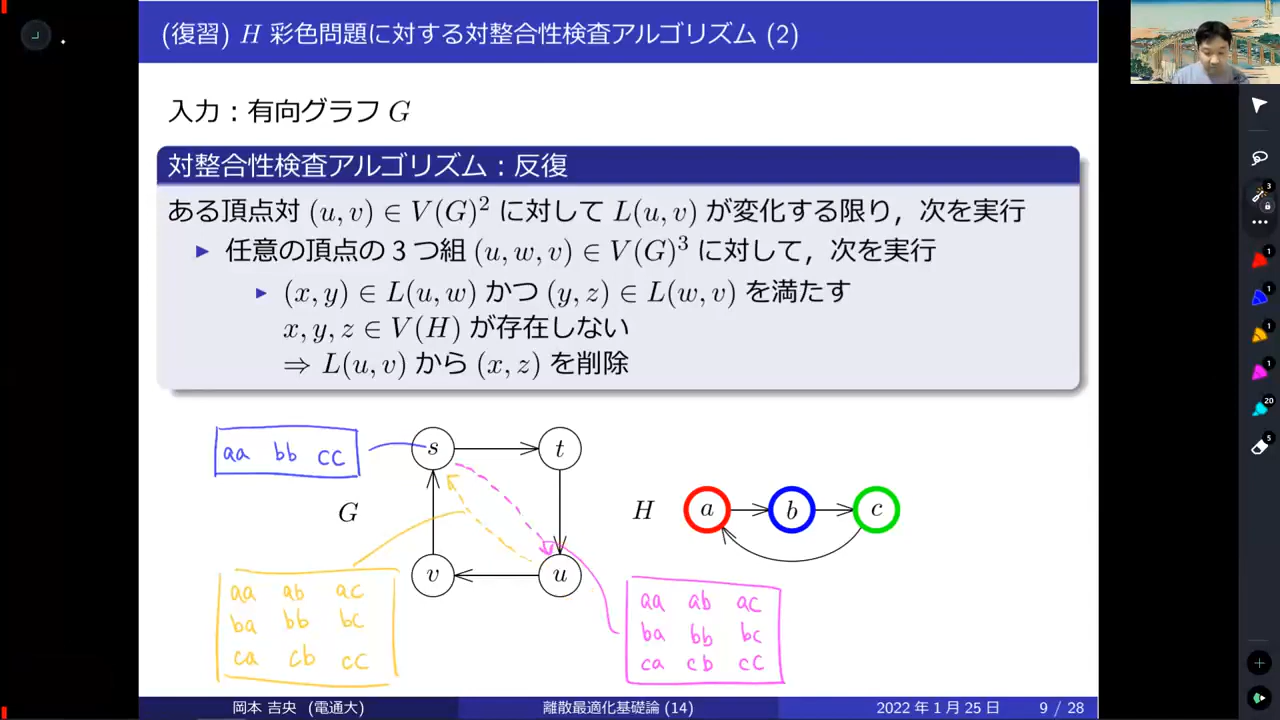 (復習) H 彩色問題に対する対整合性検査アルゴリズム (2)
入力：有向グラフ G
対整合性検査アルゴリズム：反復
ある頂点対 (u, v) ∈ V(G)² に対して L(u, v) が変化する限り，次を実行
▶ 任意の頂点の 3 つ組 (u, w, v) ∈ V(G)³ に対して，次を実行
▶ (x, y) ∈ L(u, w) かつ (y, z) ∈ L(w, v) を満たす
x, y, z ∈ V(H) が存在しない
⇒ L(u, v) から (x, z) を削除
aa bb cc
s
t
G
v
u
H
a
b
c
aa ab ac
ba bb bc
ca cb cc
aa ab ac
ba bb bc
ca cb cc
岡本 吉央 (電通大)
離散最適化基礎論 (14)
2022 年 1 月 25 日
9 / 28
3
1
1
1
1
20
5